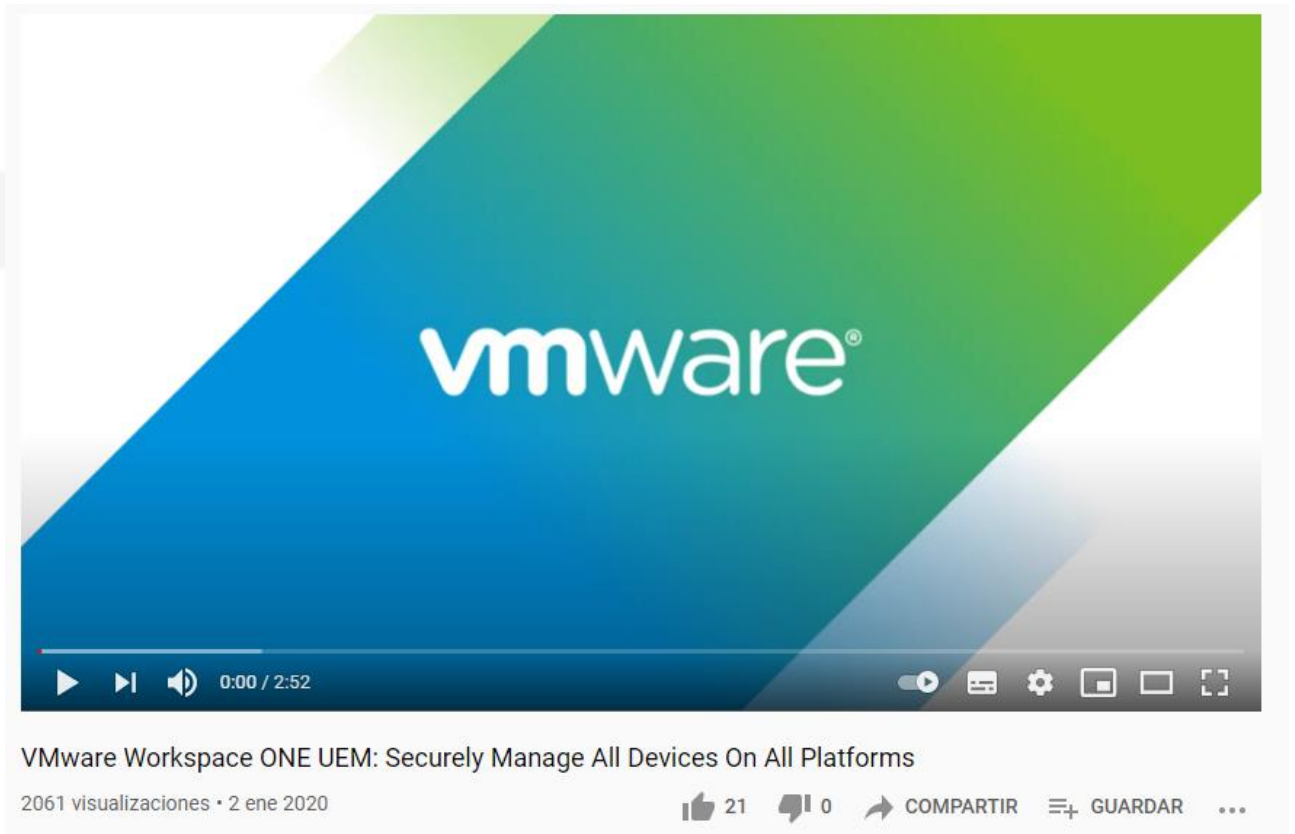 vmware®
0:00 / 2:52
VMware Workspace ONE UEM: Securely Manage All Devices On All Platforms
2061 visualizaciones • 2 ene 2020
21 0 COMPARTIR GUARDAR